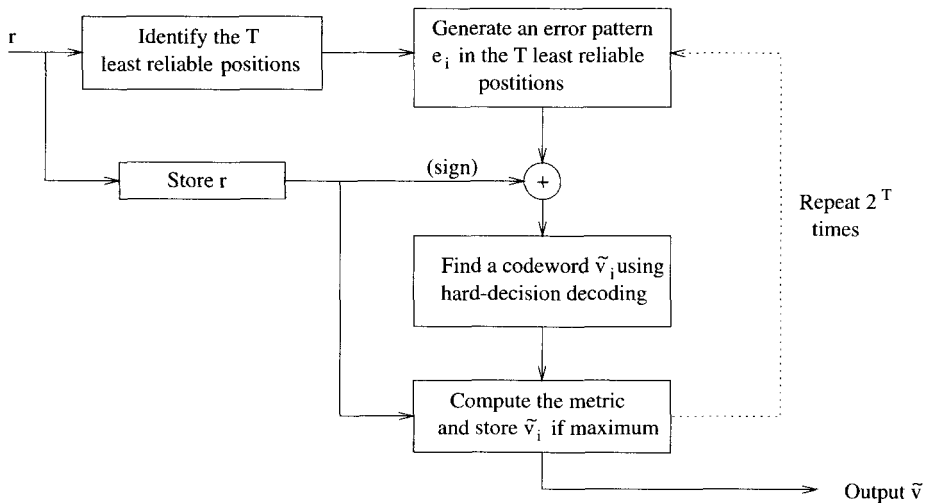 r
Identify the T
least reliable positions
Generate an error pattern
e_i in the T least reliable
postitions
Store r
(sign)
+
Repeat 2^T
times
Find a codeword ṽ_i using
hard-decision decoding
Compute the metric
and store ṽ_i if maximum
Output ṽ